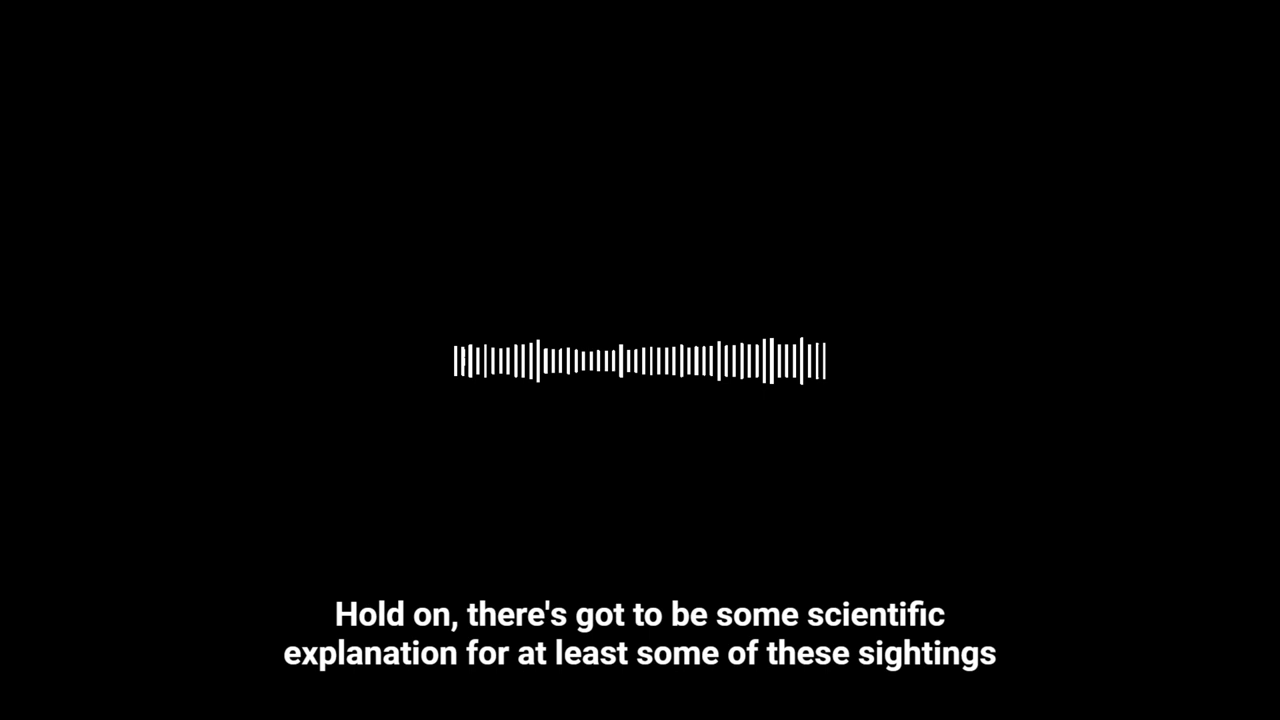 Hold on, there's got to be some scientific
explanation for at least some of these sightings